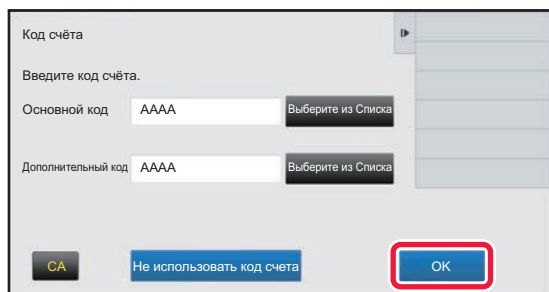 Код счёта
Введите код счёта.
Основной код AAAA Выберите из Списка
Дополнительный код AAAA Выберите из Списка
CA Не использовать код счета OK